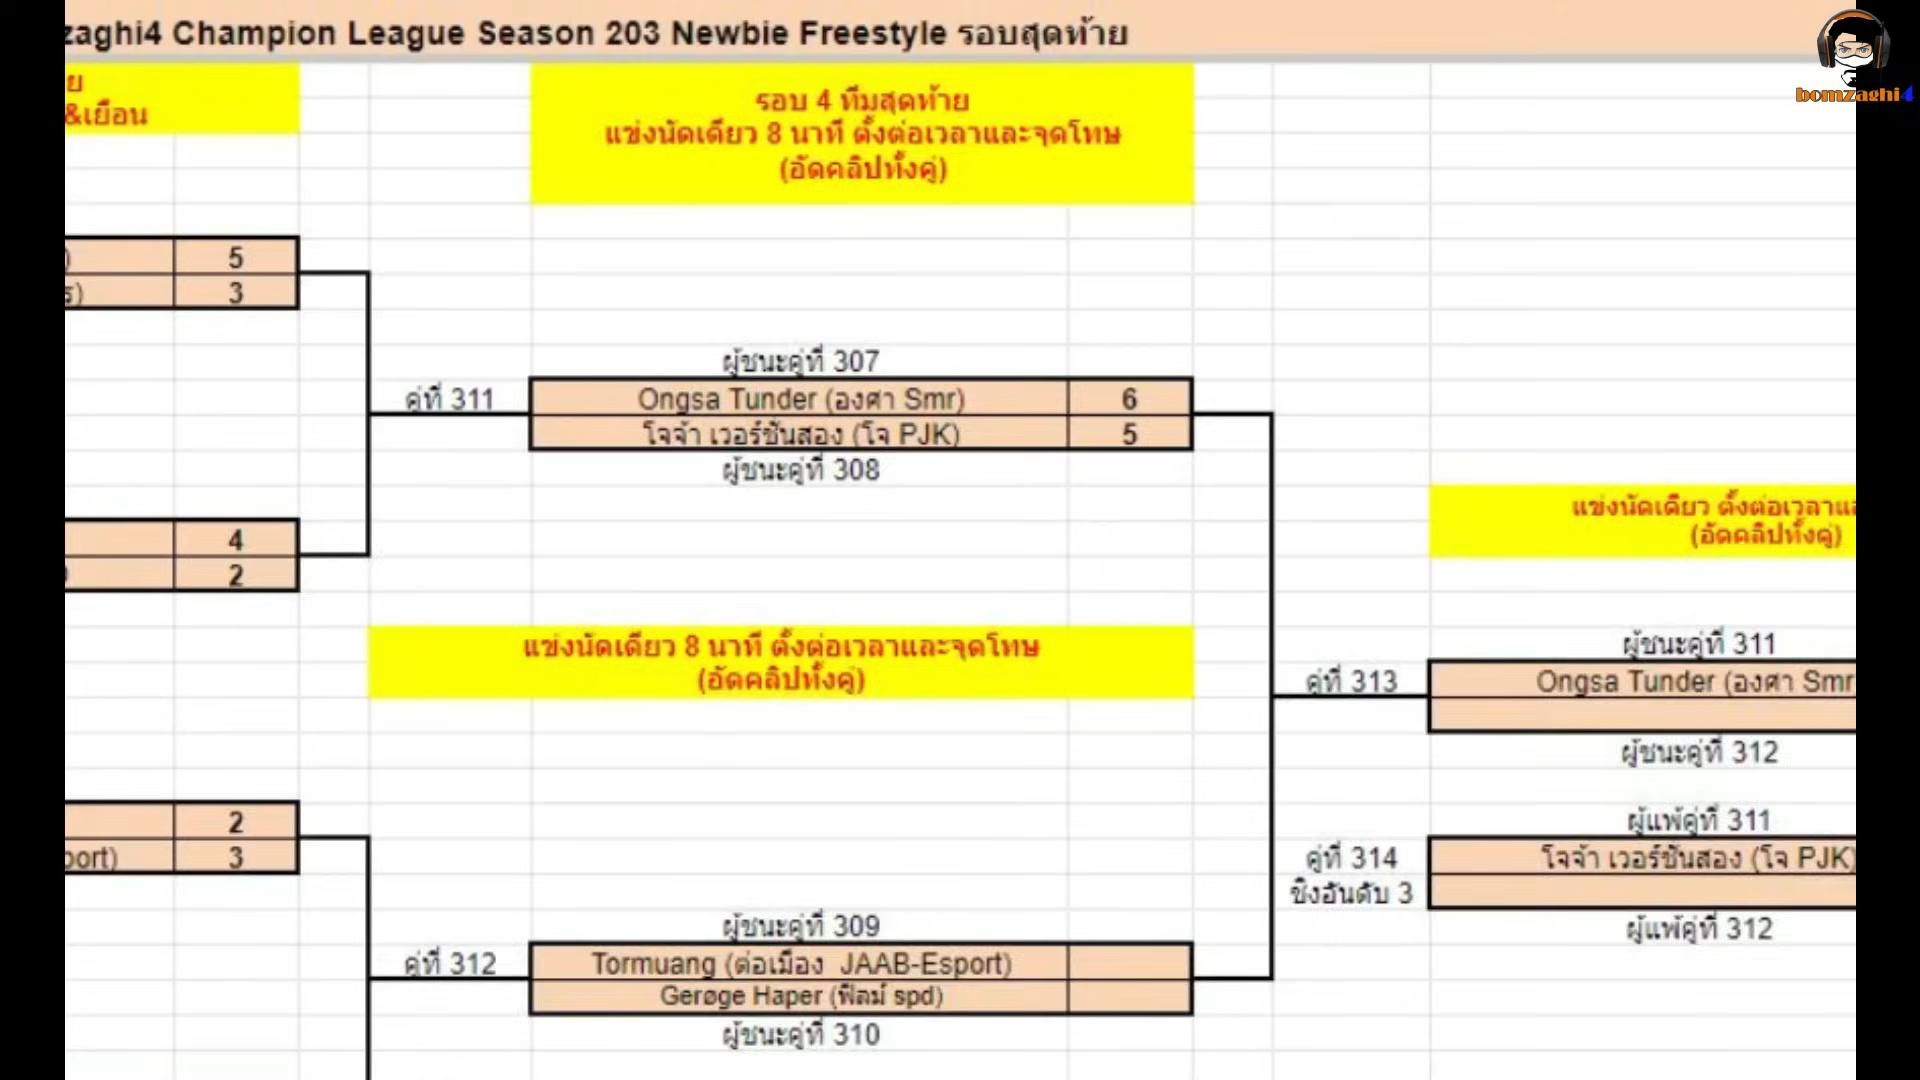 zaghi4 Champion League Season 203 Newbie Freestyle รอบสุดท้าย
bomzaghi4
ย
&เยือน
รอบ 4 ทีมสุดท้าย
แข่งนัดเดียว 8 นาที ตั้งต่อเวลาและจุดโทษ
(อัดคลิปทั้งคู่)
) 5
ร) 3
ผู้ชนะคู่ที่ 307
คู่ที่ 311
Ongsa Tunder (องศา Smr) 6
โจจ้า เวอร์ชั่นสอง (โจ PJK) 5
ผู้ชนะคู่ที่ 308
4
) 2
แข่งนัดเดียว ตั้งต่อเวลาแล
(อัดคลิปทั้งคู่)
แข่งนัดเดียว 8 นาที ตั้งต่อเวลาและจุดโทษ
(อัดคลิปทั้งคู่)
ผู้ชนะคู่ที่ 311
คู่ที่ 313
Ongsa Tunder (องศา Smr
ผู้ชนะคู่ที่ 312
2
port) 3
ผู้แพ้คู่ที่ 311
คู่ที่ 314
ชิงอันดับ 3
โจจ้า เวอร์ชั่นสอง (โจ PJK)
ผู้แพ้คู่ที่ 312
ผู้ชนะคู่ที่ 309
คู่ที่ 312
Tormuang (ต่อเมือง JAAB-Esport)
Gerøge Haper (ฟิลม์ spd)
ผู้ชนะคู่ที่ 310